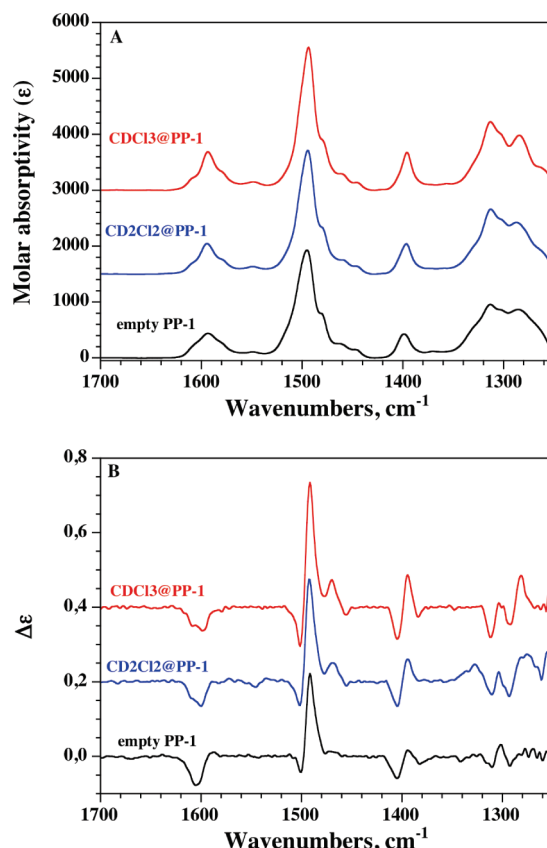 A
6000
5000
4000
3000
2000
1000
0
Molar absorptivity (ε)
CDCl3@PP-1
CD2Cl2@PP-1
empty PP-1
1700
1600
1500
1400
1300
Wavenumbers, cm-1
B
0,8
0,6
0,4
0,2
0,0
Δε
CDCl3@PP-1
CD2Cl2@PP-1
empty PP-1
1700
1600
1500
1400
1300
Wavenumbers, cm-1